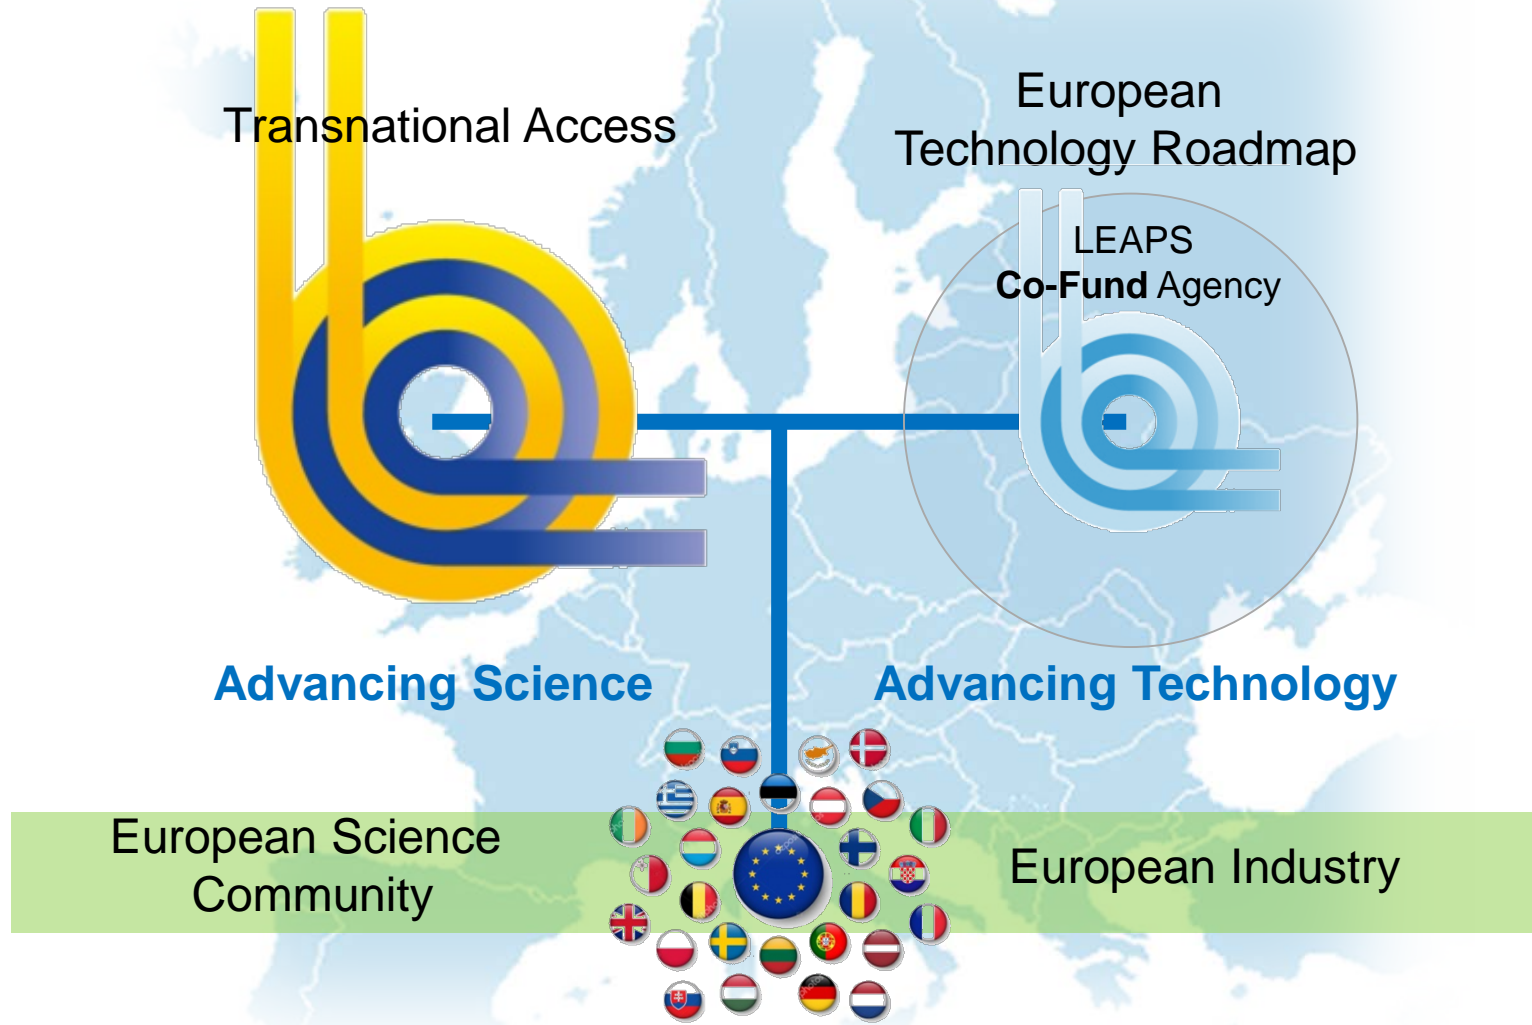 Transnational Access
European
Technology Roadmap
LEAPS
Co-Fund Agency
Advancing Science
Advancing Technology
European Science
Community
European Industry